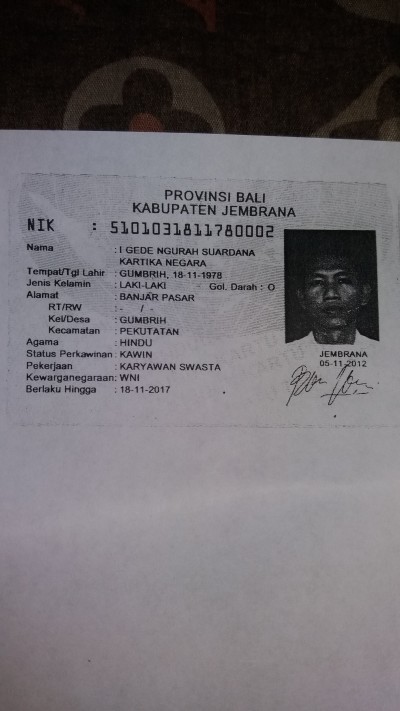 PROVINSI BALI
KABUPATEN JEMBRANA
NIK : 5101031811780002
Nama : I GEDE NGURAH SUARDANA
KARTIKA NEGARA
Tempat/Tgl Lahir : GUMBRIH, 18-11-1978
Jenis Kelamin : LAKI-LAKI Gol. Darah : O
Alamat : BANJAR PASAR
RT/RW : - / -
Kel/Desa : GUMBRIH
Kecamatan : PEKUTATAN
Agama : HINDU
Status Perkawinan: KAWIN
Pekerjaan : KARYAWAN SWASTA
Kewarganegaraan: WNI
Berlaku Hingga : 18-11-2017
JEMBRANA
05-11-2012